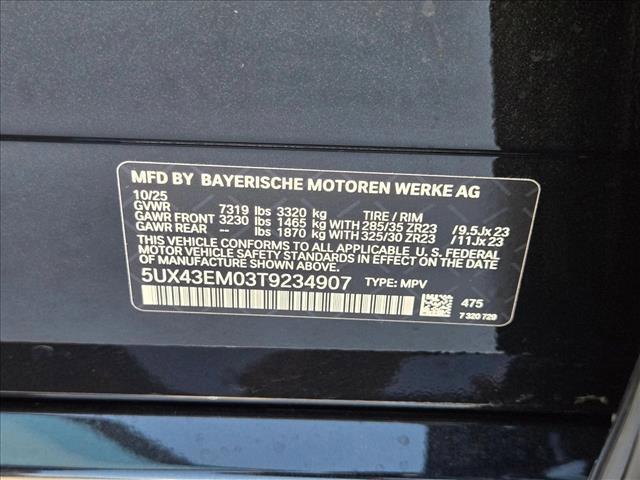 MFD BY BAYERISCHE MOTOREN WERKE AG
10/25
GVWR 7319 lbs 3320 kg TIRE / RIM
GAWR FRONT 3230 lbs 1465 kg WITH 285/35 ZR23 /9.5Jx23
GAWR REAR -- lbs 1870 kg WITH 325/30 ZR23 /11Jx23
THIS VEHICLE CONFORMS TO ALL APPLICABLE U. S. FEDERAL
MOTOR VEHICLE SAFETY STANDARDS IN EFFECT ON THE
DATE OF MANUFACTURE SHOWN ABOVE.
5UX43EM03T9234907 TYPE: MPV
475
7 320 729